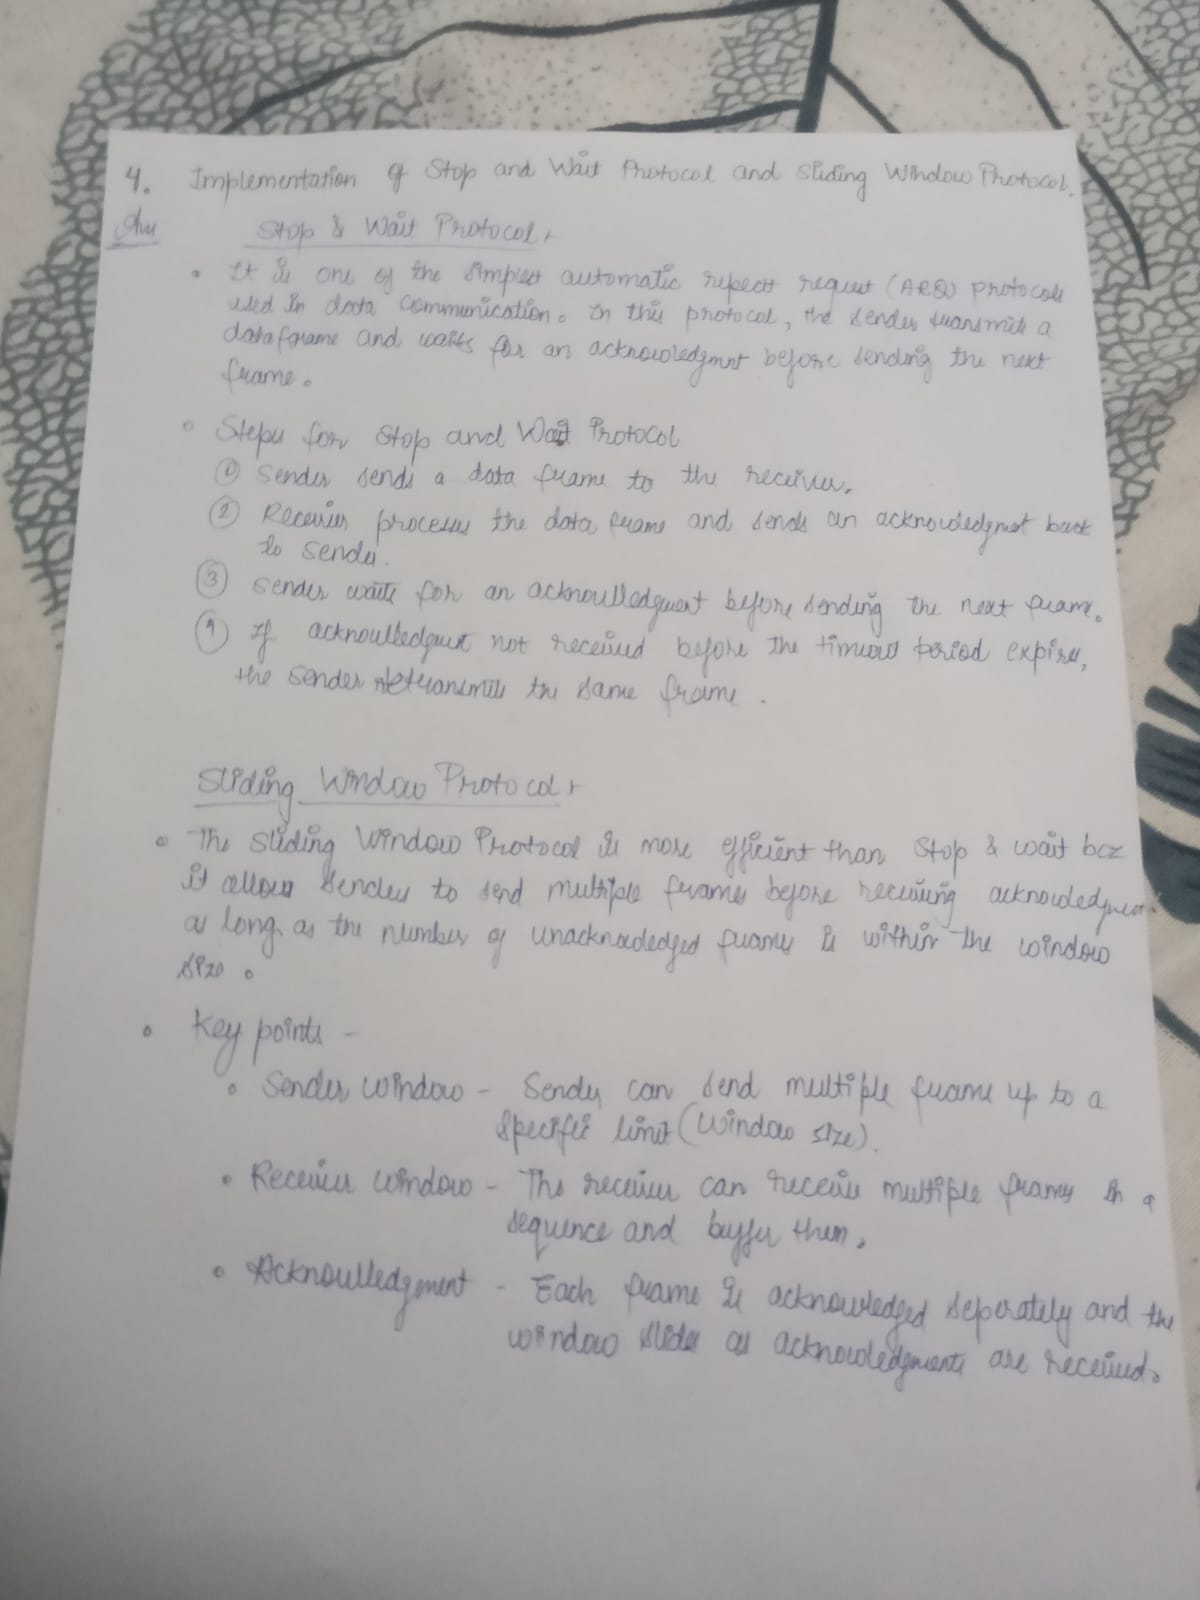 4. Implementation of Stop and Wait Protocol and Sliding Window Protocol.
Ans Stop & Wait Protocol :-
• It is one of the simplest automatic repeat request (ARQ) protocols
used in data communication. In this protocol, the sender transmits a
data frame and waits for an acknowledgmnt before sending the next
frame.
• Steps for Stop and Wait Protocol
① Sender sends a data frame to the receiver.
② Receiver processes the data frame and sends an acknowledgment back
to sender.
③ Sender waits for an acknoulledgment before sending the next frame.
④ If acknoulledgment not received before the timeout period expires,
the sender retransmits the same frame.
Sliding Window Protocol :-
• The Sliding Window Protocol is more efficient than Stop & wait bcz
it allows sender to send multiple frames before receiving acknowledgment
as long as the number of unacknowledged frames is within the window
size.
• Key points -
• Sender window - Sender can send multiple frame up to a
specific limit (Window size).
• Receiver window - The receiver can receive multiple frames in a
sequence and buffer them.
• Acknoulledgment - Each frame is acknowledged seperately and the
window slides as acknowledgments are received.